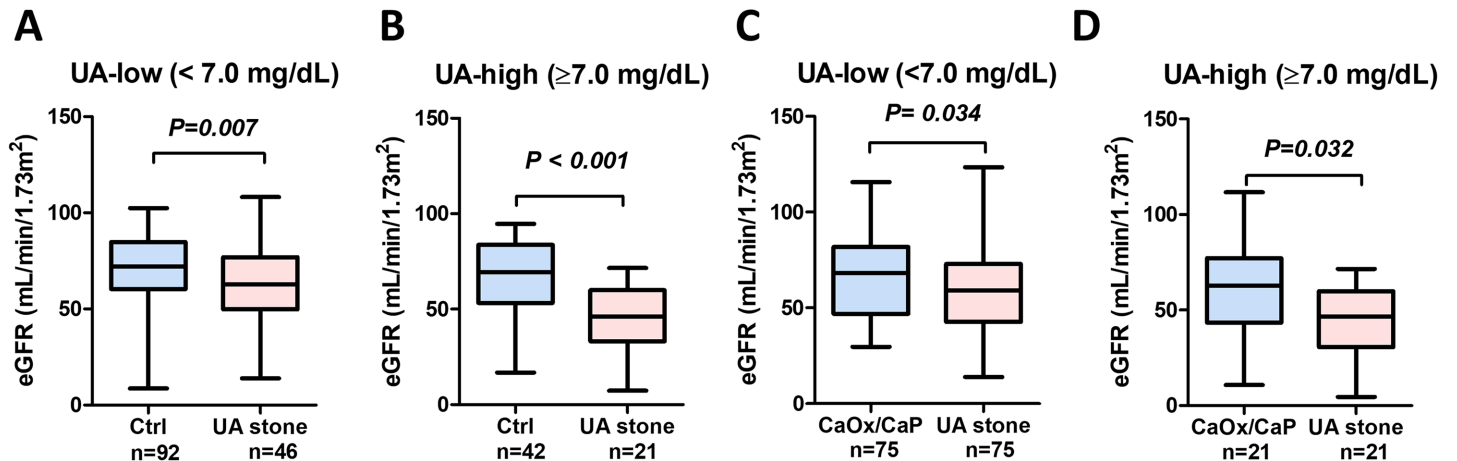 A
UA-low (< 7.0 mg/dL)
eGFR (mL/min/1.73m²)
150
100
50
0
P=0.007
Ctrl
n=92
UA stone
n=46
B
UA-high (≥7.0 mg/dL)
eGFR (mL/min/1.73m²)
150
100
50
0
P < 0.001
Ctrl
n=42
UA stone
n=21
C
UA-low (<7.0 mg/dL)
eGFR (mL/min/1.73m²)
150
100
50
0
P= 0.034
CaOx/CaP
n=75
UA stone
n=75
D
UA-high (≥7.0 mg/dL)
eGFR (mL/min/1.73m²)
150
100
50
0
P=0.032
CaOx/CaP
n=21
UA stone
n=21